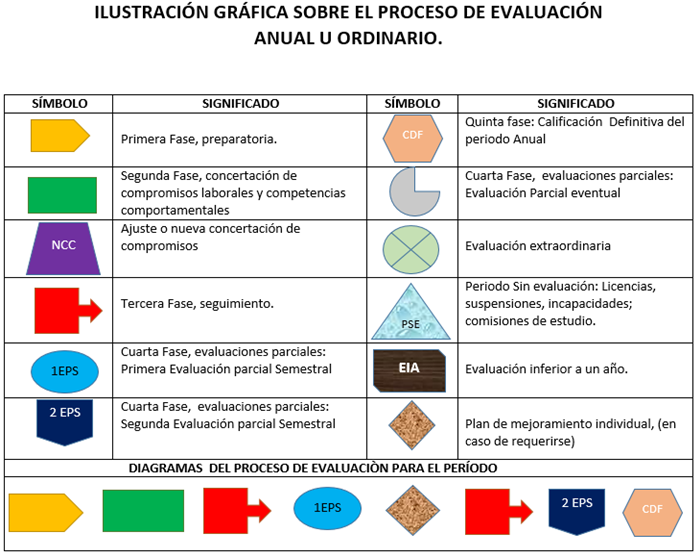 ILUSTRACIÓN GRÁFICA SOBRE EL PROCESO DE EVALUACIÓN
ANUAL U ORDINARIO.
SÍMBOLO SIGNIFICADO SÍMBOLO SIGNIFICADO
Primera Fase, preparatoria.
CDF
Quinta fase: Calificación Definitiva del
periodo Anual
Segunda Fase, concertación de
compromisos laborales y competencias
comportamentales
Cuarta Fase, evaluaciones parciales:
Evaluación Parcial eventual
NCC
Ajuste o nueva concertación de
compromisos
Evaluación extraordinaria
Tercera Fase, seguimiento.
PSE
Periodo Sin evaluación: Licencias,
suspensiones, incapacidades;
comisiones de estudio.
1EPS
Cuarta Fase, evaluaciones parciales:
Primera Evaluación parcial Semestral
EIA
Evaluación inferior a un año.
2 EPS
Cuarta Fase, evaluaciones parciales:
Segunda Evaluación parcial Semestral
Plan de mejoramiento individual, (en
caso de requerirse)
DIAGRAMAS DEL PROCESO DE EVALUACIÒN PARA EL PERÍODO
1EPS 2 EPS CDF